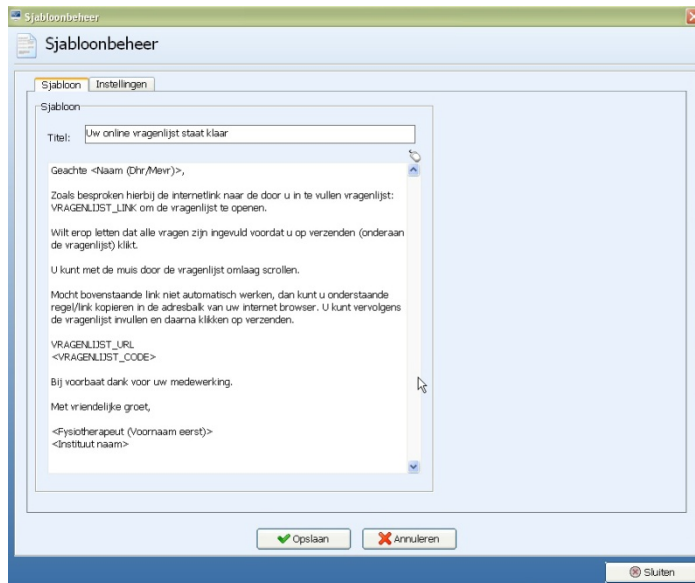 Sjabloonbeheer
Sjabloonbeheer
Sjabloon Instellingen
Sjabloon
Titel: Uw online vragenlijst staat klaar
Geachte <Naam (Dhr/Mevr)>,
Zoals besproken hierbij de internetlink naar de door u in te vullen vragenlijst:
VRAGENLIJST_LINK om de vragenlijst te openen.
Wilt erop letten dat alle vragen zijn ingevuld voordat u op verzenden (onderaan
de vragenlijst) klikt.
U kunt met de muis door de vragenlijst omlaag scrollen.
Mocht bovenstaande link niet automatisch werken, dan kunt u onderstaande
regel/link kopieren in de adresbalk van uw internet browser. U kunt vervolgens
de vragenlijst invullen en daarna klikken op verzenden.
VRAGENLIJST_URL
<VRAGENLIJST_CODE>
Bij voorbaat dank voor uw medewerking.
Met vriendelijke groet,
<Fysiotherapeut (Voornaam eerst)>
<Instituut naam>
Opslaan Annuleren
Sluiten